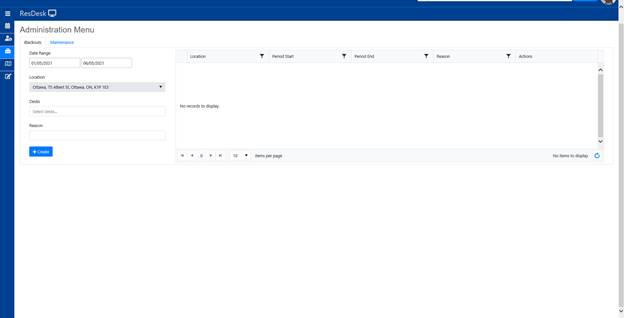 ResDesk
Administration Menu
Blackouts Maintenance
Date Range
01/05/2021 06/05/2021
Location
Ottawa, 75 Albert St, Ottawa, ON, K1P 1E3
Desks
Select Desks...
Reason
+ Create
Location Period Start Period End Reason Actions
No records to display.
0 10 items per page No items to display